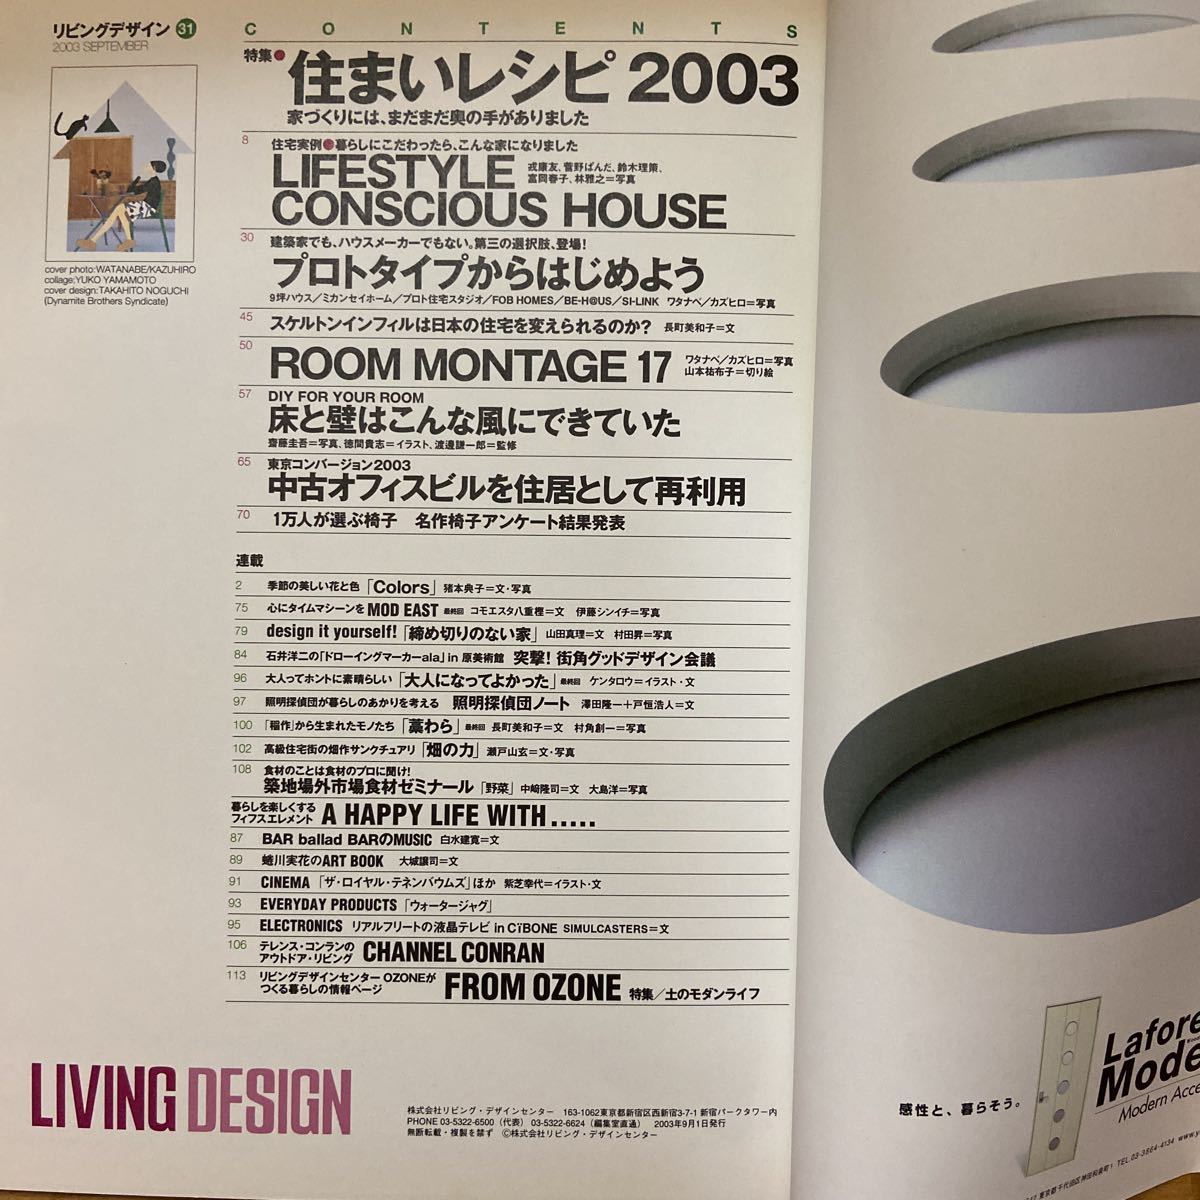 リビングデザイン 31
2003 SEPTEMBER
cover photo:WATANABE/KAZUHIRO
collage:YUKO YAMAMOTO
cover design:TAKAHITO NOGUCHI
(Dynamite Brothers Syndicate)
CONTENTS
特集●住まいレシピ 2003
家づくりには、まだまだ奥の手がありました
8 住宅実例●暮らしにこだわったら、こんな家になりました
LIFESTYLE 戎康友、菅野ぱんだ、鈴木理策、
富岡春子、林雅之=写真
CONSCIOUS HOUSE
30 建築家でも、ハウスメーカーでもない。第三の選択肢、登場!
プロトタイプからはじめよう
9坪ハウス/ミカンセイホーム/プロト住宅スタジオ/FOB HOMES/BE-H@US/SI-LINK ワタナベ/カズヒロ=写真
45 スケルトンインフィルは日本の住宅を変えられるのか? 長町美和子=文
50 ROOM MONTAGE 17 ワタナベ/カズヒロ=写真
山本祐布子=切り絵
57 DIY FOR YOUR ROOM
床と壁はこんな風にできていた
齋藤圭吾=写真、徳間貴志=イラスト、渡邊謙一郎=監修
65 東京コンバージョン2003
中古オフィスビルを住居として再利用
70 1万人が選ぶ椅子 名作椅子アンケート結果発表
連載
2 季節の美しい花と色「Colors」猪本典子=文・写真
75 心にタイムマシーンを MOD EAST 最終回 コモエスタ八重樫=文 伊藤シンイチ=写真
79 design it yourself!「締め切りのない家」山田真理=文 村田昇=写真
84 石井洋二の「ドローイングマーカーala」in 原美術館 突撃! 街角グッドデザイン会議
96 大人ってホントに素晴らしい「大人になってよかった」最終回 ケンタロウ=イラスト・文
97 照明探偵団が暮らしのあかりを考える 照明探偵団ノート 澤田隆一+戸恒浩人=文
100 「稲作」から生まれたモノたち「藁わら」最終回 長町美和子=文 村角創一=写真
102 高級住宅街の畑作サンクチュアリ「畑の力」瀬戸山玄=文・写真
108 食材のことは食材のプロに聞け!
築地場外市場食材ゼミナール「野菜」中嶋隆司=文 大島洋=写真
暮らしを楽しくする
フィフスエレメント A HAPPY LIFE WITH.....
87 BAR ballad BARのMUSIC 白水建寛=文
89 蜷川実花のART BOOK 大城譲司=文
91 CINEMA「ザ・ロイヤル・テネンバウムズ」ほか 紫芝幸代=イラスト・文
93 EVERYDAY PRODUCTS「ウォータージャグ」
95 ELECTRONICS リアルフリートの液晶テレビ in CïBONE SIMULCASTERS=文
106 テレンス・コンランの
アウトドア・リビング CHANNEL CONRAN
113 リビングデザインセンター OZONEが
つくる暮らしの情報ページ FROM OZONE 特集/土のモダンライフ
LIVING DESIGN
株式会社リビング・デザインセンター 163-1062東京都新宿区西新宿3-7-1 新宿パークタワー内
PHONE 03-5322-6500(代表) 03-5322-6624(編集室直通) 2003年9月1日発行
無断転載・複製を禁ず ©株式会社リビング・デザインセンター
感性と、暮らそう。
Lafore
Mode
Modern Acce
東京都千代田区神田和泉町1 TEL.03-3864-4134 www.y